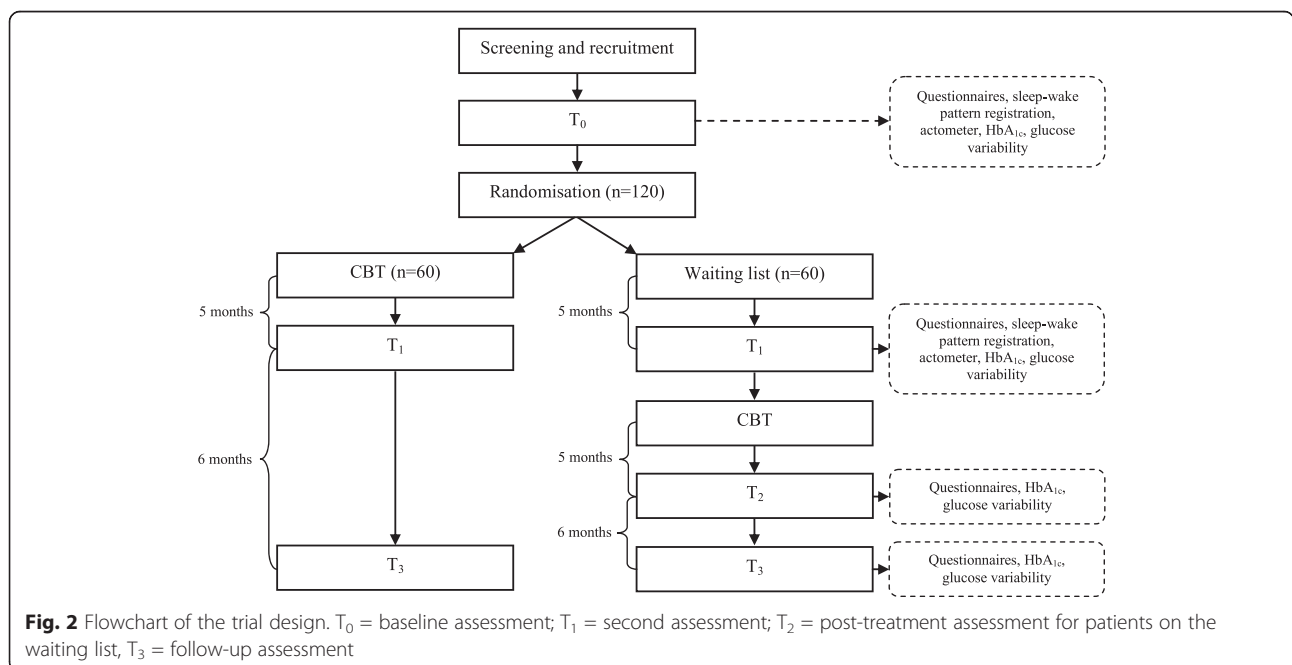 Screening and recruitment
T₀
Questionnaires, sleep-wake
pattern registration,
actometer, HbA₁c, glucose
variability
Randomisation (n=120)
CBT (n=60)
Waiting list (n=60)
5 months
5 months
T₁
T₁
Questionnaires, sleep-wake
pattern registration,
actometer, HbA₁c, glucose
variability
CBT
6 months
5 months
T₂
Questionnaires, HbA₁c,
glucose variability
6 months
T₃
T₃
Questionnaires, HbA₁c,
glucose variability
Fig. 2 Flowchart of the trial design. T₀ = baseline assessment; T₁ = second assessment; T₂ = post-treatment assessment for patients on the
waiting list, T₃ = follow-up assessment